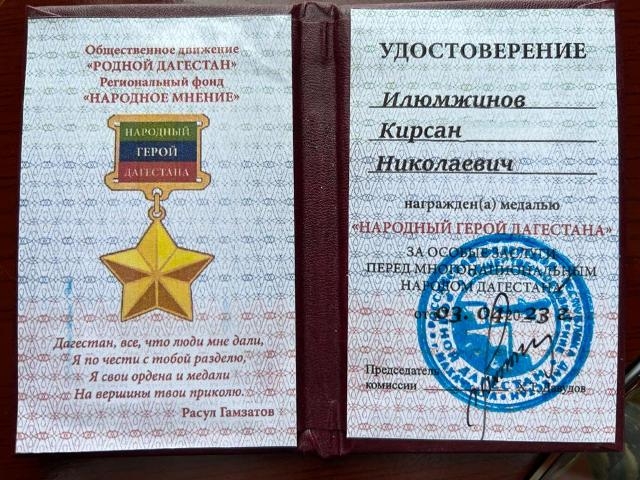 Общественное движение
«РОДНОЙ ДАГЕСТАН»
Региональный фонд
«НАРОДНОЕ МНЕНИЕ»
НАРОДНЫЙ
ГЕРОЙ
ДАГЕСТАНА
Дагестан, все, что люди мне дали,
Я по чести с тобой разделю,
Я свои ордена и медали
На вершины твои приколю.
Расул Гамзатов
УДОСТОВЕРЕНИЕ
Илюмжинов
Кирсан
Николаевич
награжден(а) медалью
«НАРОДНЫЙ ГЕРОЙ ДАГЕСТАНА»
ЗА ОСОБЫЕ ЗАСЛУГИ
ПЕРЕД МНОГОНАЦИОНАЛЬНЫМ
НАРОДОМ ДАГЕСТАНА
от 03. 04 2023 г.
Председатель
комиссии Х.Г. Давудов